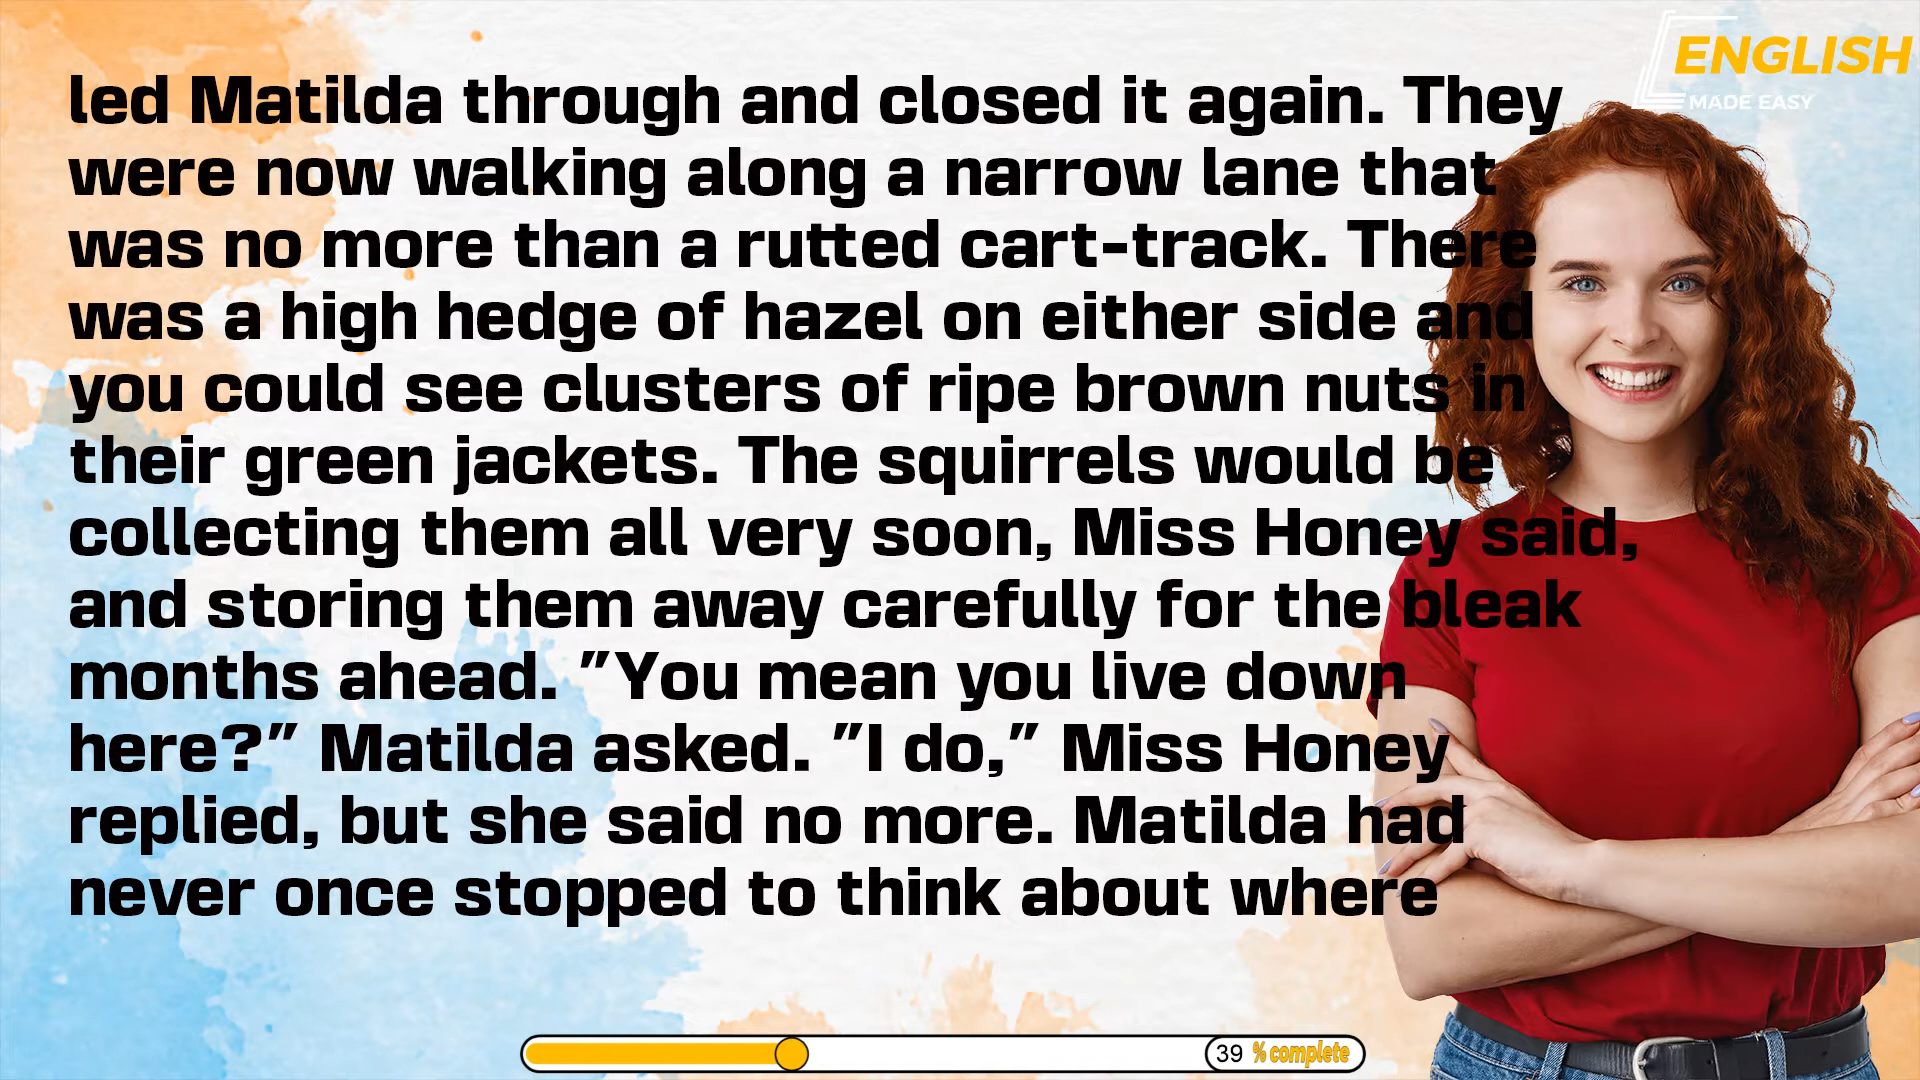 ENGLISH
MADE EASY
led Matilda through and closed it again. They
were now walking along a narrow lane that
was no more than a rutted cart-track. There
was a high hedge of hazel on either side and
you could see clusters of ripe brown nuts in
their green jackets. The squirrels would be
collecting them all very soon, Miss Honey said,
and storing them away carefully for the bleak
months ahead. "You mean you live down
here?" Matilda asked. "I do," Miss Honey
replied, but she said no more. Matilda had
never once stopped to think about where
39 % complete